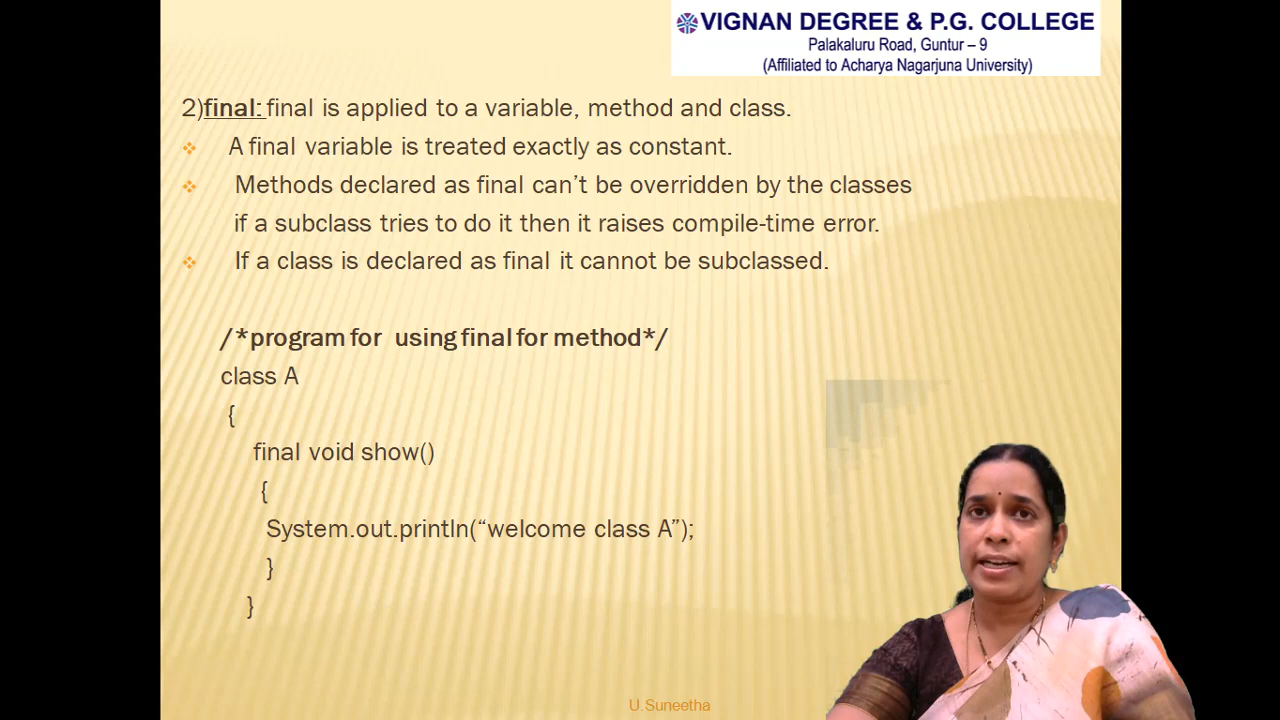 VIGNAN DEGREE & P.G. COLLEGE
Palakaluru Road, Guntur – 9
(Affiliated to Acharya Nagarjuna University)
2)final: final is applied to a variable, method and class.
A final variable is treated exactly as constant.
Methods declared as final can’t be overridden by the classes
if a subclass tries to do it then it raises compile-time error.
If a class is declared as final it cannot be subclassed.
/*program for using final for method*/
class A
{
final void show()
{
System.out.println(“welcome class A”);
}
}
U.Suneetha